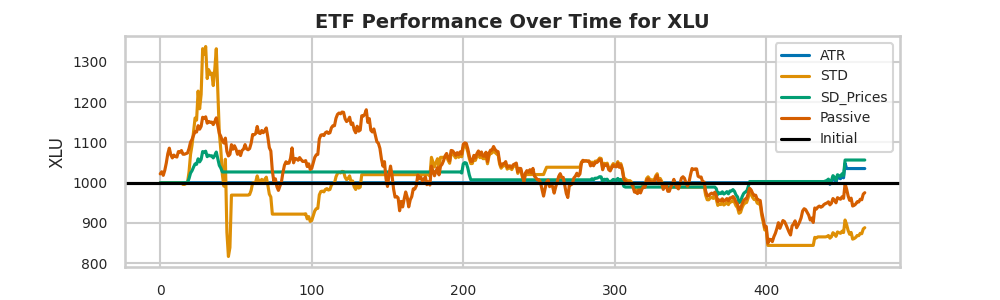 ETF Performance Over Time for XLU
XLU
1300
1200
1100
1000
900
800
0 100 200 300 400
ATR
STD
SD_Prices
Passive
Initial